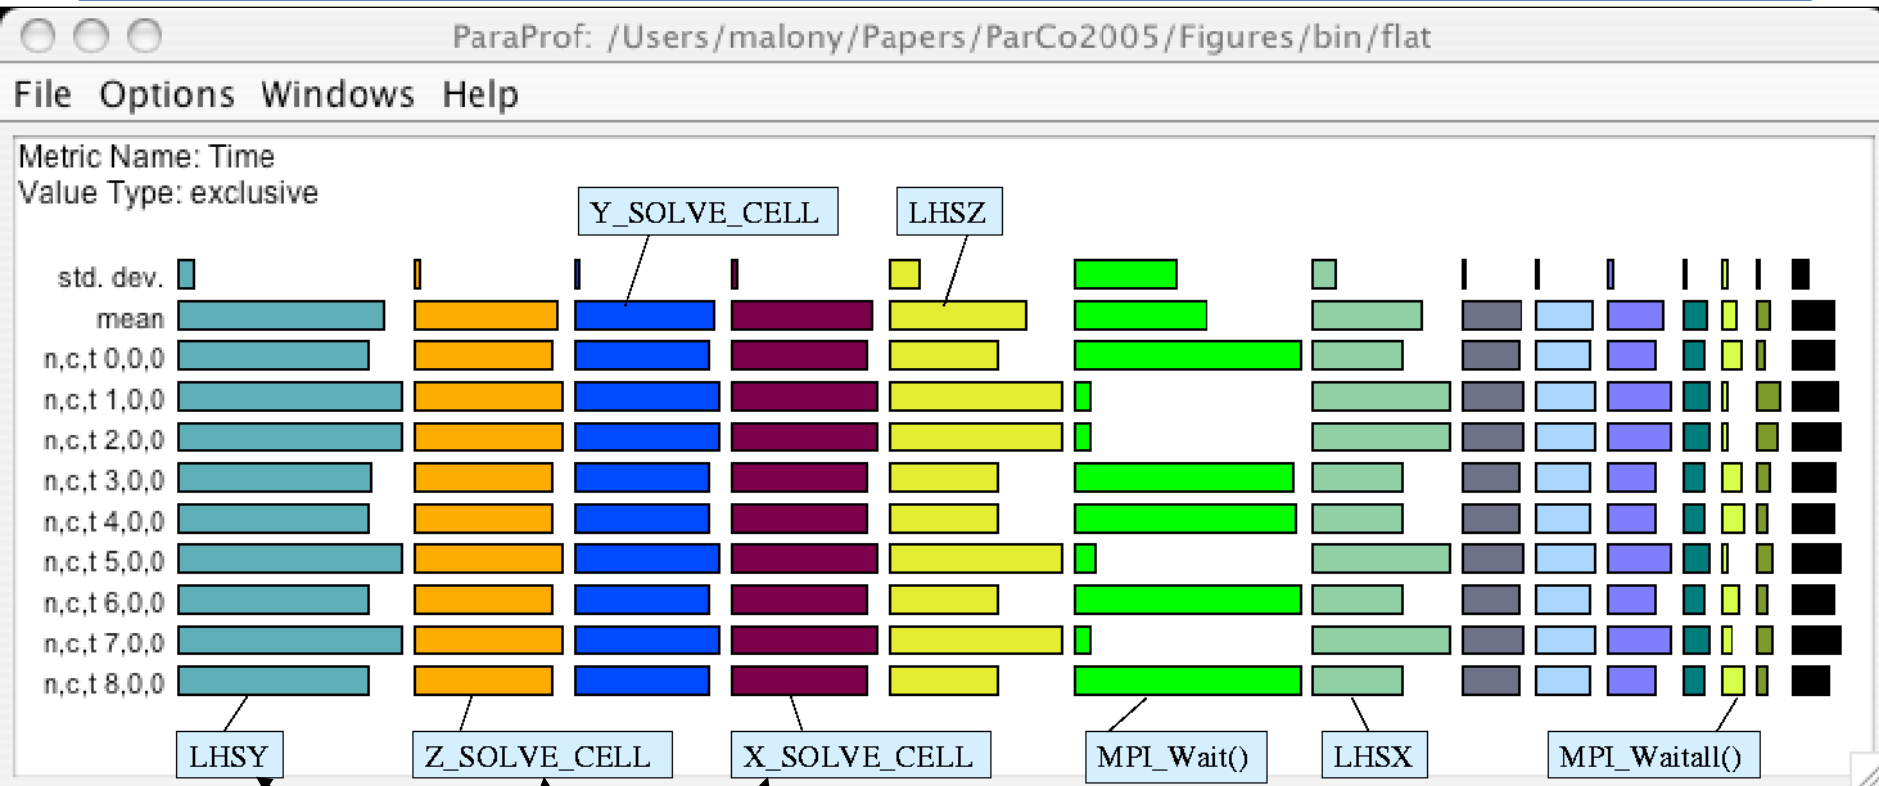 ParaProf: /Users/malony/Papers/ParCo2005/Figures/bin/flat
File Options Windows Help
Metric Name: Time
Value Type: exclusive
Y_SOLVE_CELL LHSZ
std. dev.
mean
n,c,t 0,0,0
n,c,t 1,0,0
n,c,t 2,0,0
n,c,t 3,0,0
n,c,t 4,0,0
n,c,t 5,0,0
n,c,t 6,0,0
n,c,t 7,0,0
n,c,t 8,0,0
LHSY Z_SOLVE_CELL X_SOLVE_CELL MPI_Wait() LHSX MPI_Waitall()